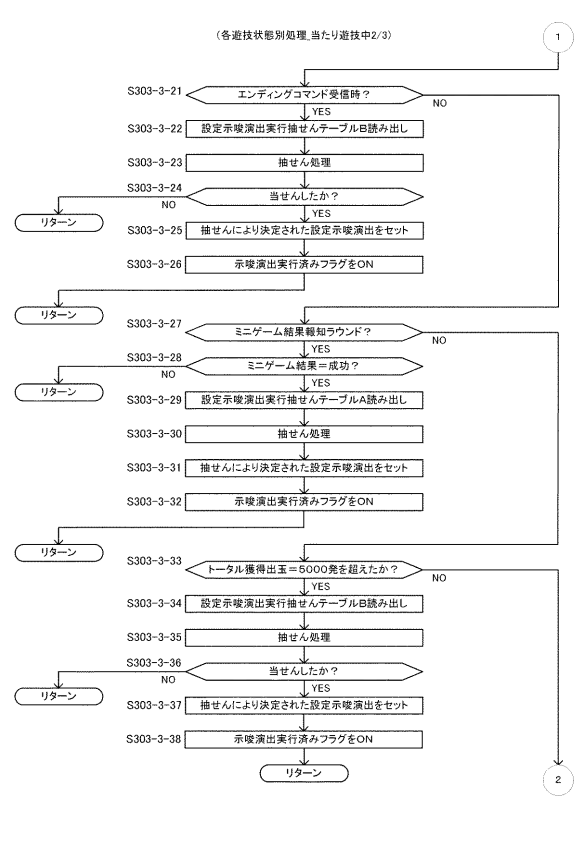 （各遊技状態別処理_当たり遊技中2/3）
1
S303-3-21
エンディングコマンド受信時？
NO
YES
S303-3-22
設定示唆演出実行抽せんテーブルB読み出し
S303-3-23
抽せん処理
S303-3-24
当せんしたか？
NO
YES
リターン
S303-3-25
抽せんにより決定された設定示唆演出をセット
S303-3-26
示唆演出実行済みフラグをON
リターン
S303-3-27
ミニゲーム結果報知ラウンド？
NO
YES
S303-3-28
ミニゲーム結果＝成功？
NO
YES
リターン
S303-3-29
設定示唆演出実行抽せんテーブルA読み出し
S303-3-30
抽せん処理
S303-3-31
抽せんにより決定された設定示唆演出をセット
S303-3-32
示唆演出実行済みフラグをON
リターン
S303-3-33
トータル獲得出玉＝5000発を超えたか？
NO
YES
S303-3-34
設定示唆演出実行抽せんテーブルB読み出し
S303-3-35
抽せん処理
S303-3-36
当せんしたか？
NO
YES
リターン
S303-3-37
抽せんにより決定された設定示唆演出をセット
S303-3-38
示唆演出実行済みフラグをON
リターン
2